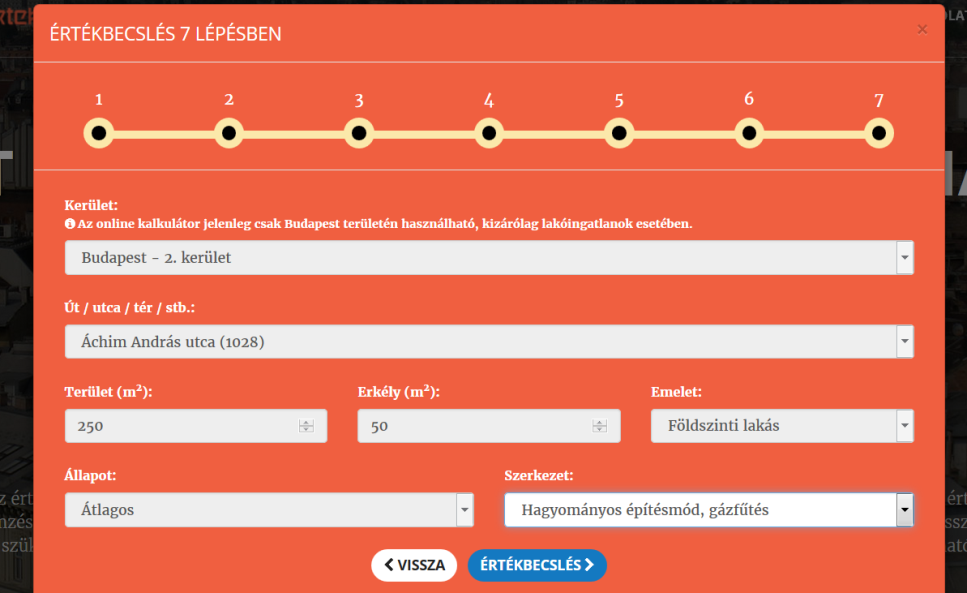 ÉRTÉKBECSLÉS 7 LÉPÉSBEN
×
1 2 3 4 5 6 7
Kerület:
Az online kalkulátor jelenleg csak Budapest területén használható, kizárólag lakóingatlanok esetében.
Budapest - 2. kerület
Út / utca / tér / stb.:
Áchim András utca (1028)
Terület (m²): Erkély (m²): Emelet:
250 50 Földszinti lakás
Állapot: Szerkezet:
Átlagos Hagyományos építésmód, gázfűtés
VISSZA ÉRTÉKBECSLÉS